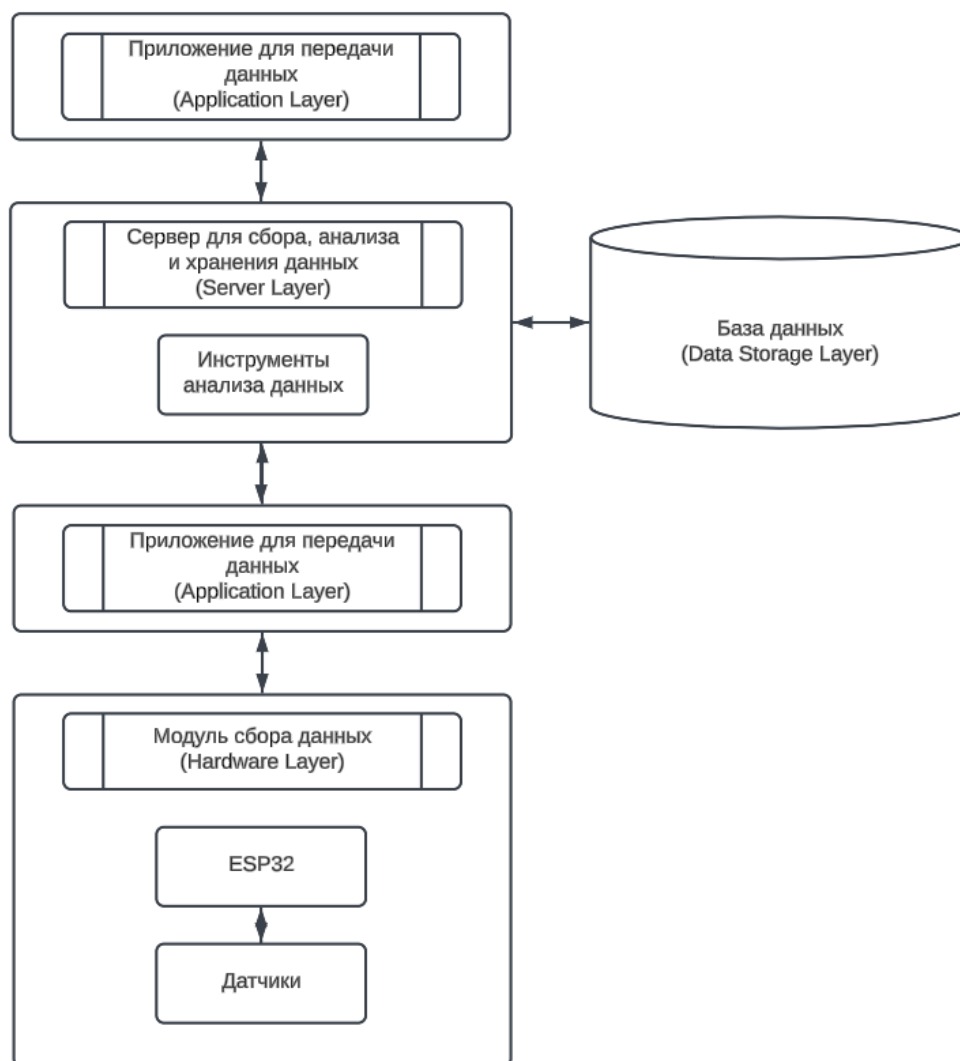 Приложение для передачи
данных
(Application Layer)
Сервер для сбора, анализа
и хранения данных
(Server Layer)
Инструменты
анализа данных
База данных
(Data Storage Layer)
Приложение для передачи
данных
(Application Layer)
Модуль сбора данных
(Hardware Layer)
ESP32
Датчики